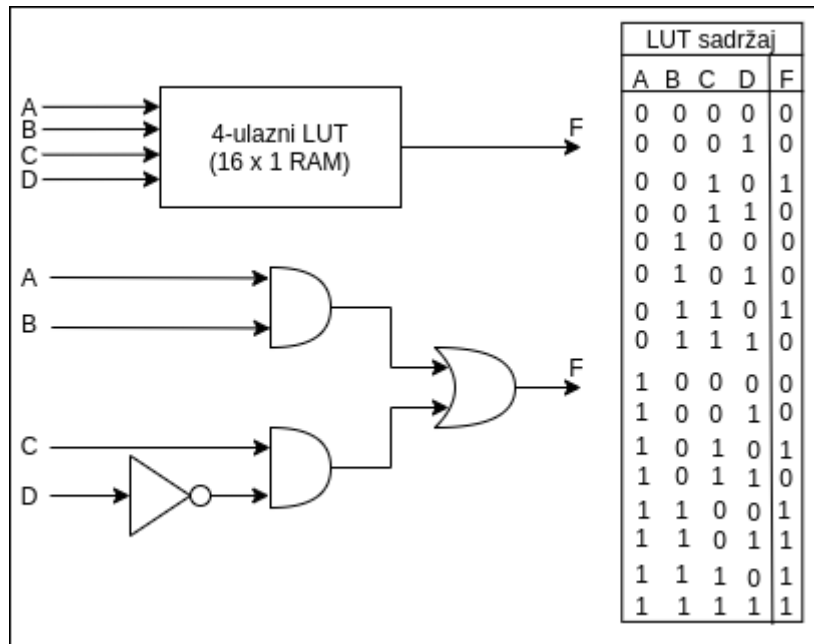 A
B
C
D
4-ulazni LUT
(16 x 1 RAM)
F
A
B
C
D
F
LUT sadržaj
A B C D F
0 0 0 0 0
0 0 0 1 0
0 0 1 0 1
0 0 1 1 0
0 1 0 0 0
0 1 0 1 0
0 1 1 0 1
0 1 1 1 0
1 0 0 0 0
1 0 0 1 0
1 0 1 0 1
1 0 1 1 0
1 1 0 0 1
1 1 0 1 1
1 1 1 0 1
1 1 1 1 1